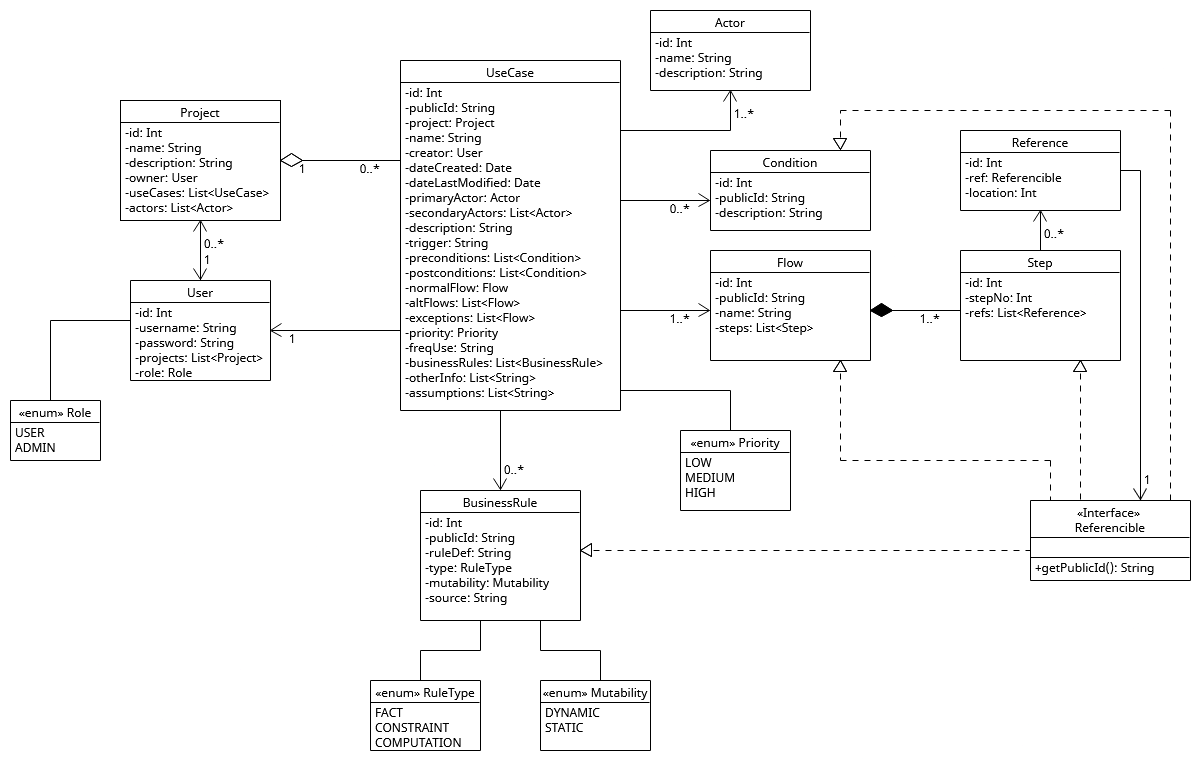 Actor
-id: Int
-name: String
-description: String
UseCase
-id: Int
-publicId: String
-project: Project
-name: String
-creator: User
-dateCreated: Date
-dateLastModified: Date
-primaryActor: Actor
-secondaryActors: List<Actor>
-description: String
-trigger: String
-preconditions: List<Condition>
-postconditions: List<Condition>
-normalFlow: Flow
-altFlows: List<Flow>
-exceptions: List<Flow>
-priority: Priority
-freqUse: String
-businessRules: List<BusinessRule>
-otherInfo: List<String>
-assumptions: List<String>
Project
-id: Int
-name: String
-description: String
-owner: User
-useCases: List<UseCase>
-actors: List<Actor>
1
0..*
1..*
Condition
-id: Int
-publicId: String
-description: String
0..*
Reference
-id: Int
-ref: Referencible
-location: Int
0..*
0..*
1
User
-id: Int
-username: String
-password: String
-projects: List<Project>
-role: Role
1
Flow
-id: Int
-publicId: String
-name: String
-steps: List<Step>
1..*
1..*
Step
-id: Int
-stepNo: Int
-refs: List<Reference>
«enum» Role
USER
ADMIN
«enum» Priority
LOW
MEDIUM
HIGH
0..*
1
BusinessRule
-id: Int
-publicId: String
-ruleDef: String
-type: RuleType
-mutability: Mutability
-source: String
«Interface»
Referencible
+getPublicId(): String
«enum» RuleType
FACT
CONSTRAINT
COMPUTATION
«enum» Mutability
DYNAMIC
STATIC